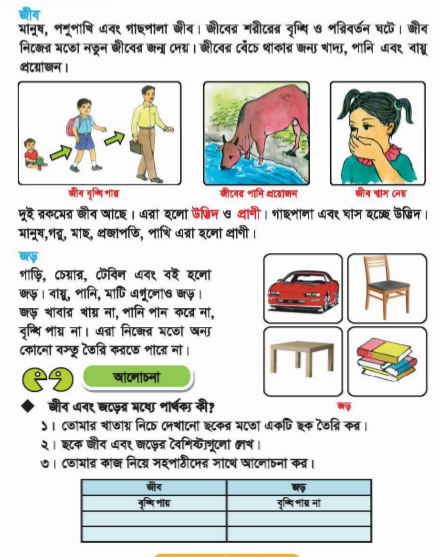 জীব
মানুষ, পশুপাখি এবং গাছপালা জীব। জীবের শরীরের বৃদ্ধি ও পরিবর্তন ঘটে। জীব
নিজের মতো নতুন জীবের জন্ম দেয়। জীবের বেঁচে থাকার জন্য খাদ্য, পানি এবং বায়ু
প্রয়োজন।
জীব বৃদ্ধি পায়
জীবের পানি প্রয়োজন
জীব শ্বাস নেয়
দুই রকমের জীব আছে। এরা হলো উদ্ভিদ ও প্রাণী। গাছপালা এবং ঘাস হচ্ছে উদ্ভিদ।
মানুষ,গরু, মাছ, প্রজাপতি, পাখি এরা হলো প্রাণী।
জড়
গাড়ি, চেয়ার, টেবিল এবং বই হলো
জড়। বায়ু, পানি, মাটি এগুলোও জড়।
জড় খাবার খায় না, পানি পান করে না,
বৃদ্ধি পায় না। এরা নিজের মতো অন্য
কোনো বস্তু তৈরি করতে পারে না।
জড়
আলোচনা
জীব এবং জড়ের মধ্যে পার্থক্য কী?
১। তোমার খাতায় নিচে দেখানো ছকের মতো একটি ছক তৈরি কর।
২। ছকে জীব এবং জড়ের বৈশিষ্ট্যগুলো লেখ।
৩। তোমার কাজ নিয়ে সহপাঠীদের সাথে আলোচনা কর।
জীব জড়
বৃদ্ধি পায় বৃদ্ধি পায় না